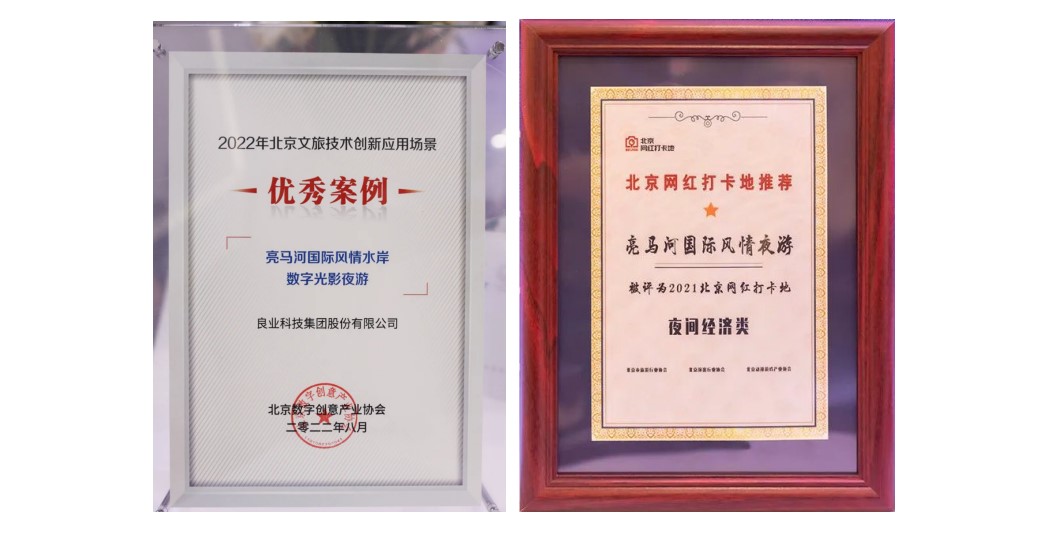 2022年北京文旅技术创新应用场景
优秀案例
亮马河国际风情水岸
数字光影夜游
良业科技集团股份有限公司
北京数字创意产业协会
二零二二年八月
北京
网红打卡地
北京网红打卡地推荐
亮马河国际风情夜游
被评为2021北京网红打卡地
夜间经济类